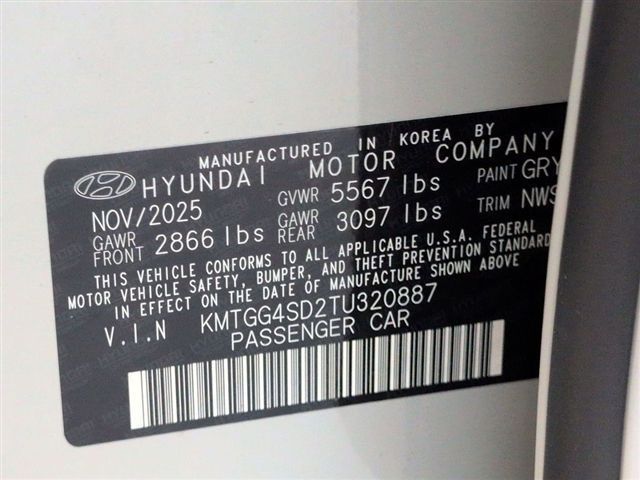 MANUFACTURED IN KOREA BY
HYUNDAI MOTOR COMPANY
NOV/2025 GVWR 5567 lbs PAINT GRY
GAWR FRONT 2866 lbs GAWR REAR 3097 lbs TRIM NWS
THIS VEHICLE CONFORMS TO ALL APPLICABLE U.S.A. FEDERAL
MOTOR VEHICLE SAFETY, BUMPER, AND THEFT PREVENTION STANDARD
IN EFFECT ON THE DATE OF MANUFACTURE SHOWN ABOVE
V.I.N KMTGG4SD2TU320887
PASSENGER CAR